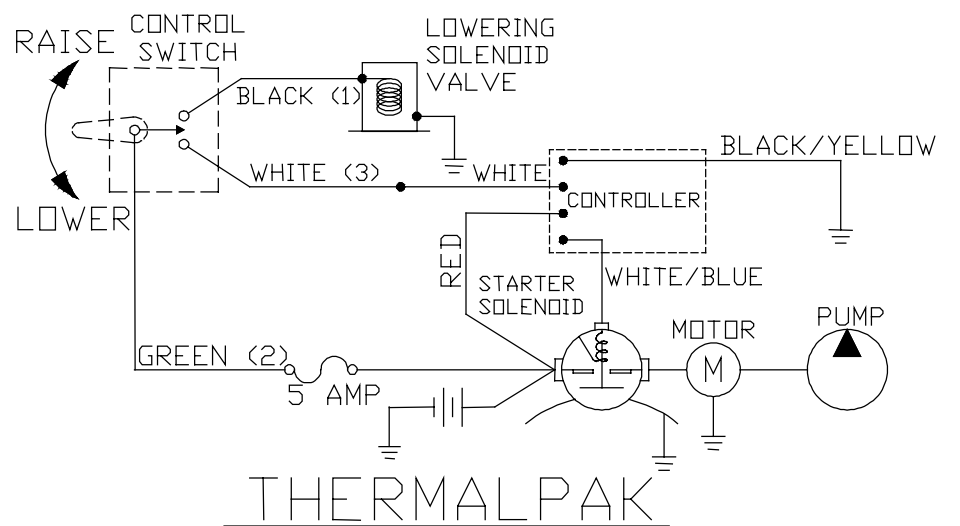 RAISE
CONTROL
SWITCH
LOWERING
SOLENOID
VALVE
BLACK (1)
BLACK/YELLOW
WHITE (3)
WHITE
CONTROLLER
LOWER
RED
WHITE/BLUE
STARTER
SOLENOID
MOTOR
PUMP
GREEN (2)
M
5 AMP
THERMALPAK